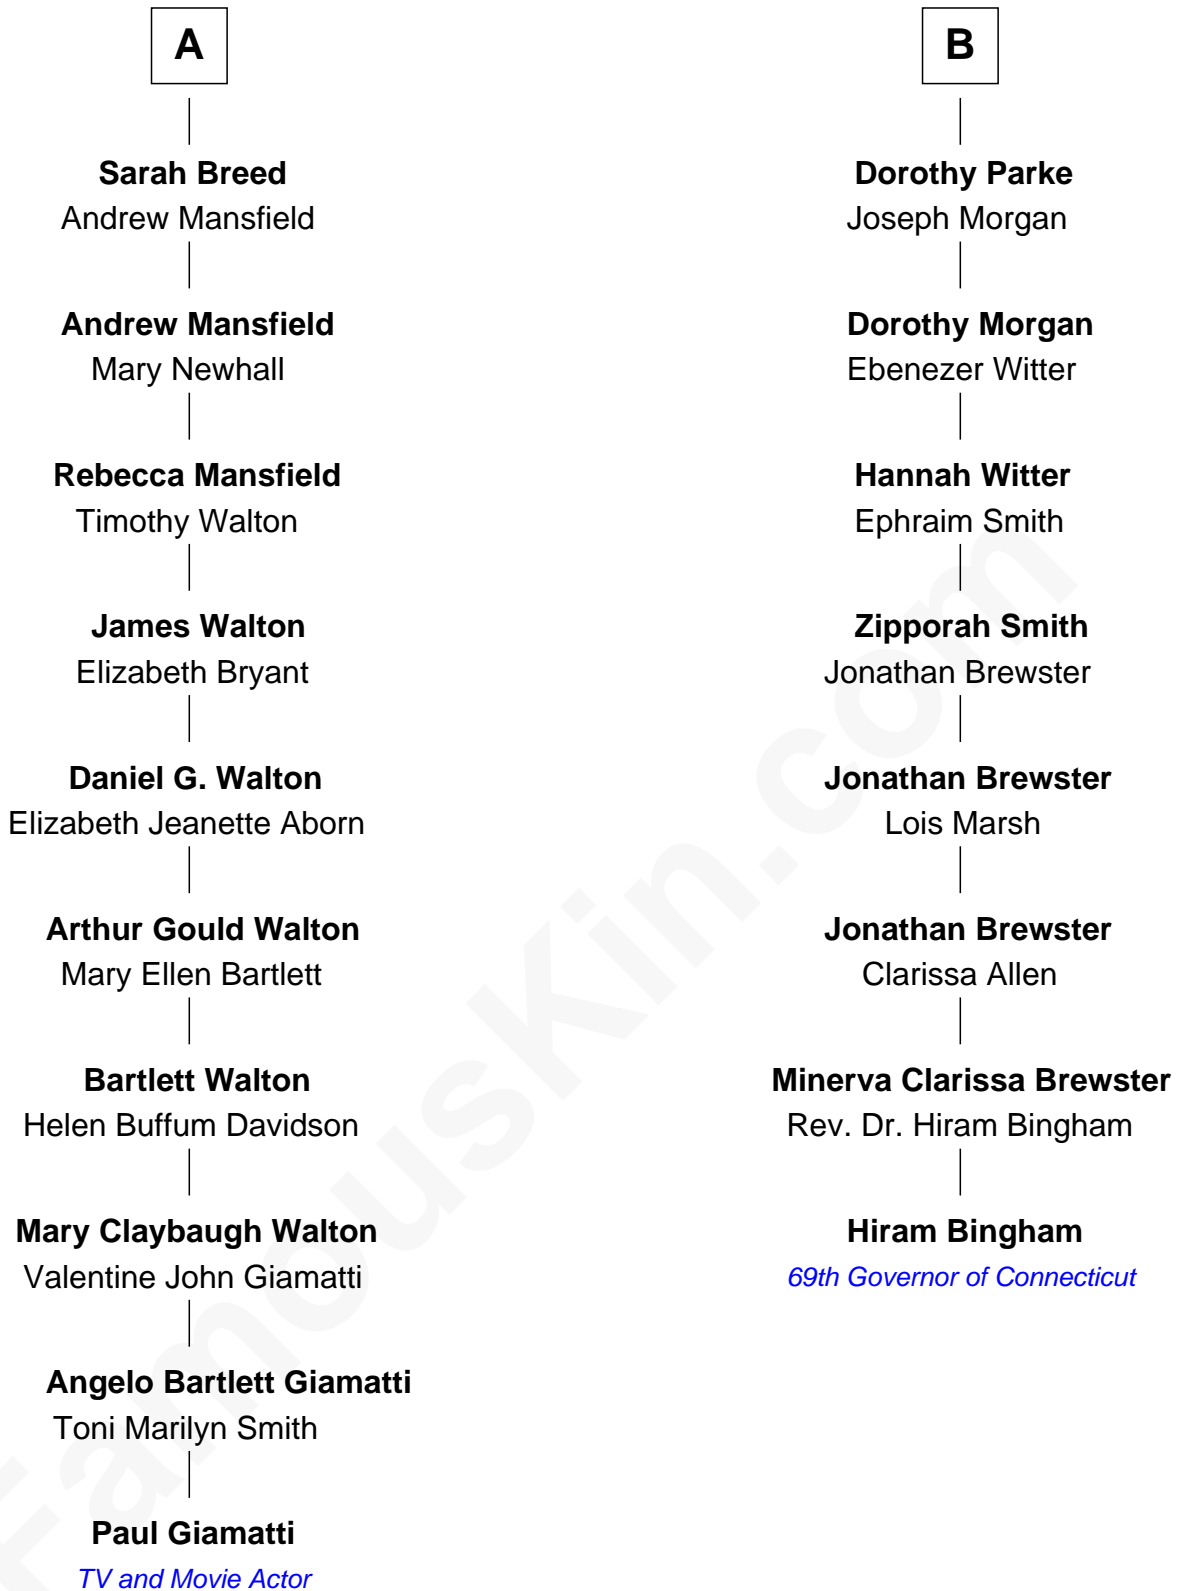 A
Sarah Breed
Andrew Mansfield
Andrew Mansfield
Mary Newhall
Rebecca Mansfield
Timothy Walton
James Walton
Elizabeth Bryant
Daniel G. Walton
Elizabeth Jeanette Aborn
Arthur Gould Walton
Mary Ellen Bartlett
Bartlett Walton
Helen Buffum Davidson
Mary Claybaugh Walton
Valentine John Giamatti
Angelo Bartlett Giamatti
Toni Marilyn Smith
Paul Giamatti
TV and Movie Actor
B
Dorothy Parke
Joseph Morgan
Dorothy Morgan
Ebenezer Witter
Hannah Witter
Ephraim Smith
Zipporah Smith
Jonathan Brewster
Jonathan Brewster
Lois Marsh
Jonathan Brewster
Clarissa Allen
Minerva Clarissa Brewster
Rev. Dr. Hiram Bingham
Hiram Bingham
69th Governor of Connecticut
FamousKin.com